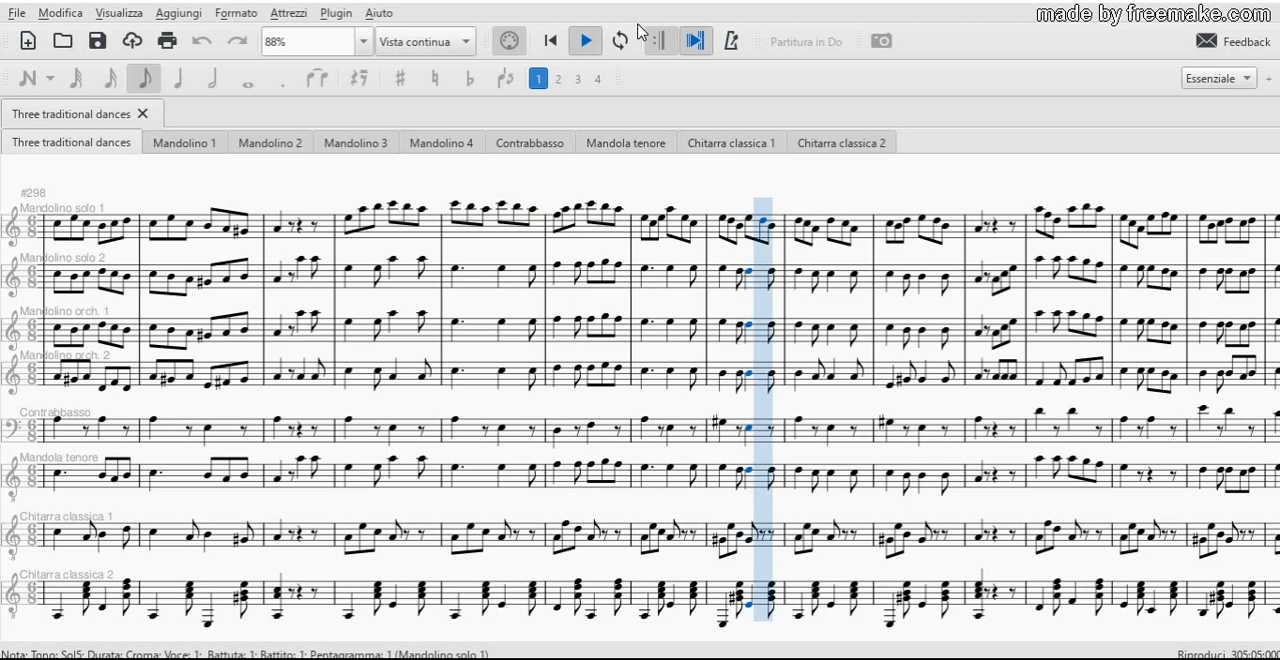 File Modifica Visualizza Aggiungi Formato Attrezzi Plugin Aiuto
made by freemake.com
88% Vista continua Partitura in Do Feedback
1 2 3 4 Essenziale +
Three traditional dances
Three traditional dances Mandolino 1 Mandolino 2 Mandolino 3 Mandolino 4 Contrabbasso Mandola tenore Chitarra classica 1 Chitarra classica 2
#298
Mandolino solo 1
Mandolino solo 2
Mandolino orch. 1
Mandolino orch. 2
Contrabbasso
Mandola tenore
Chitarra classica 1
Chitarra classica 2
Nota; Tono: Sol5; Durata: Croma; Voce: 1; Battuta: 1; Battito: 1; Pentagramma: 1 (Mandolino solo 1)
Riproduci 305:05:000